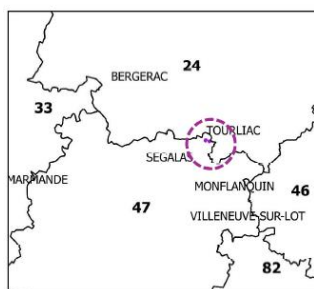 24
BERGERAC
33
TOURLIAC
SEGALAS
MARMANDE
MONFLANQUIN
46
47
VILLENEUVE-SUR-LOT
82